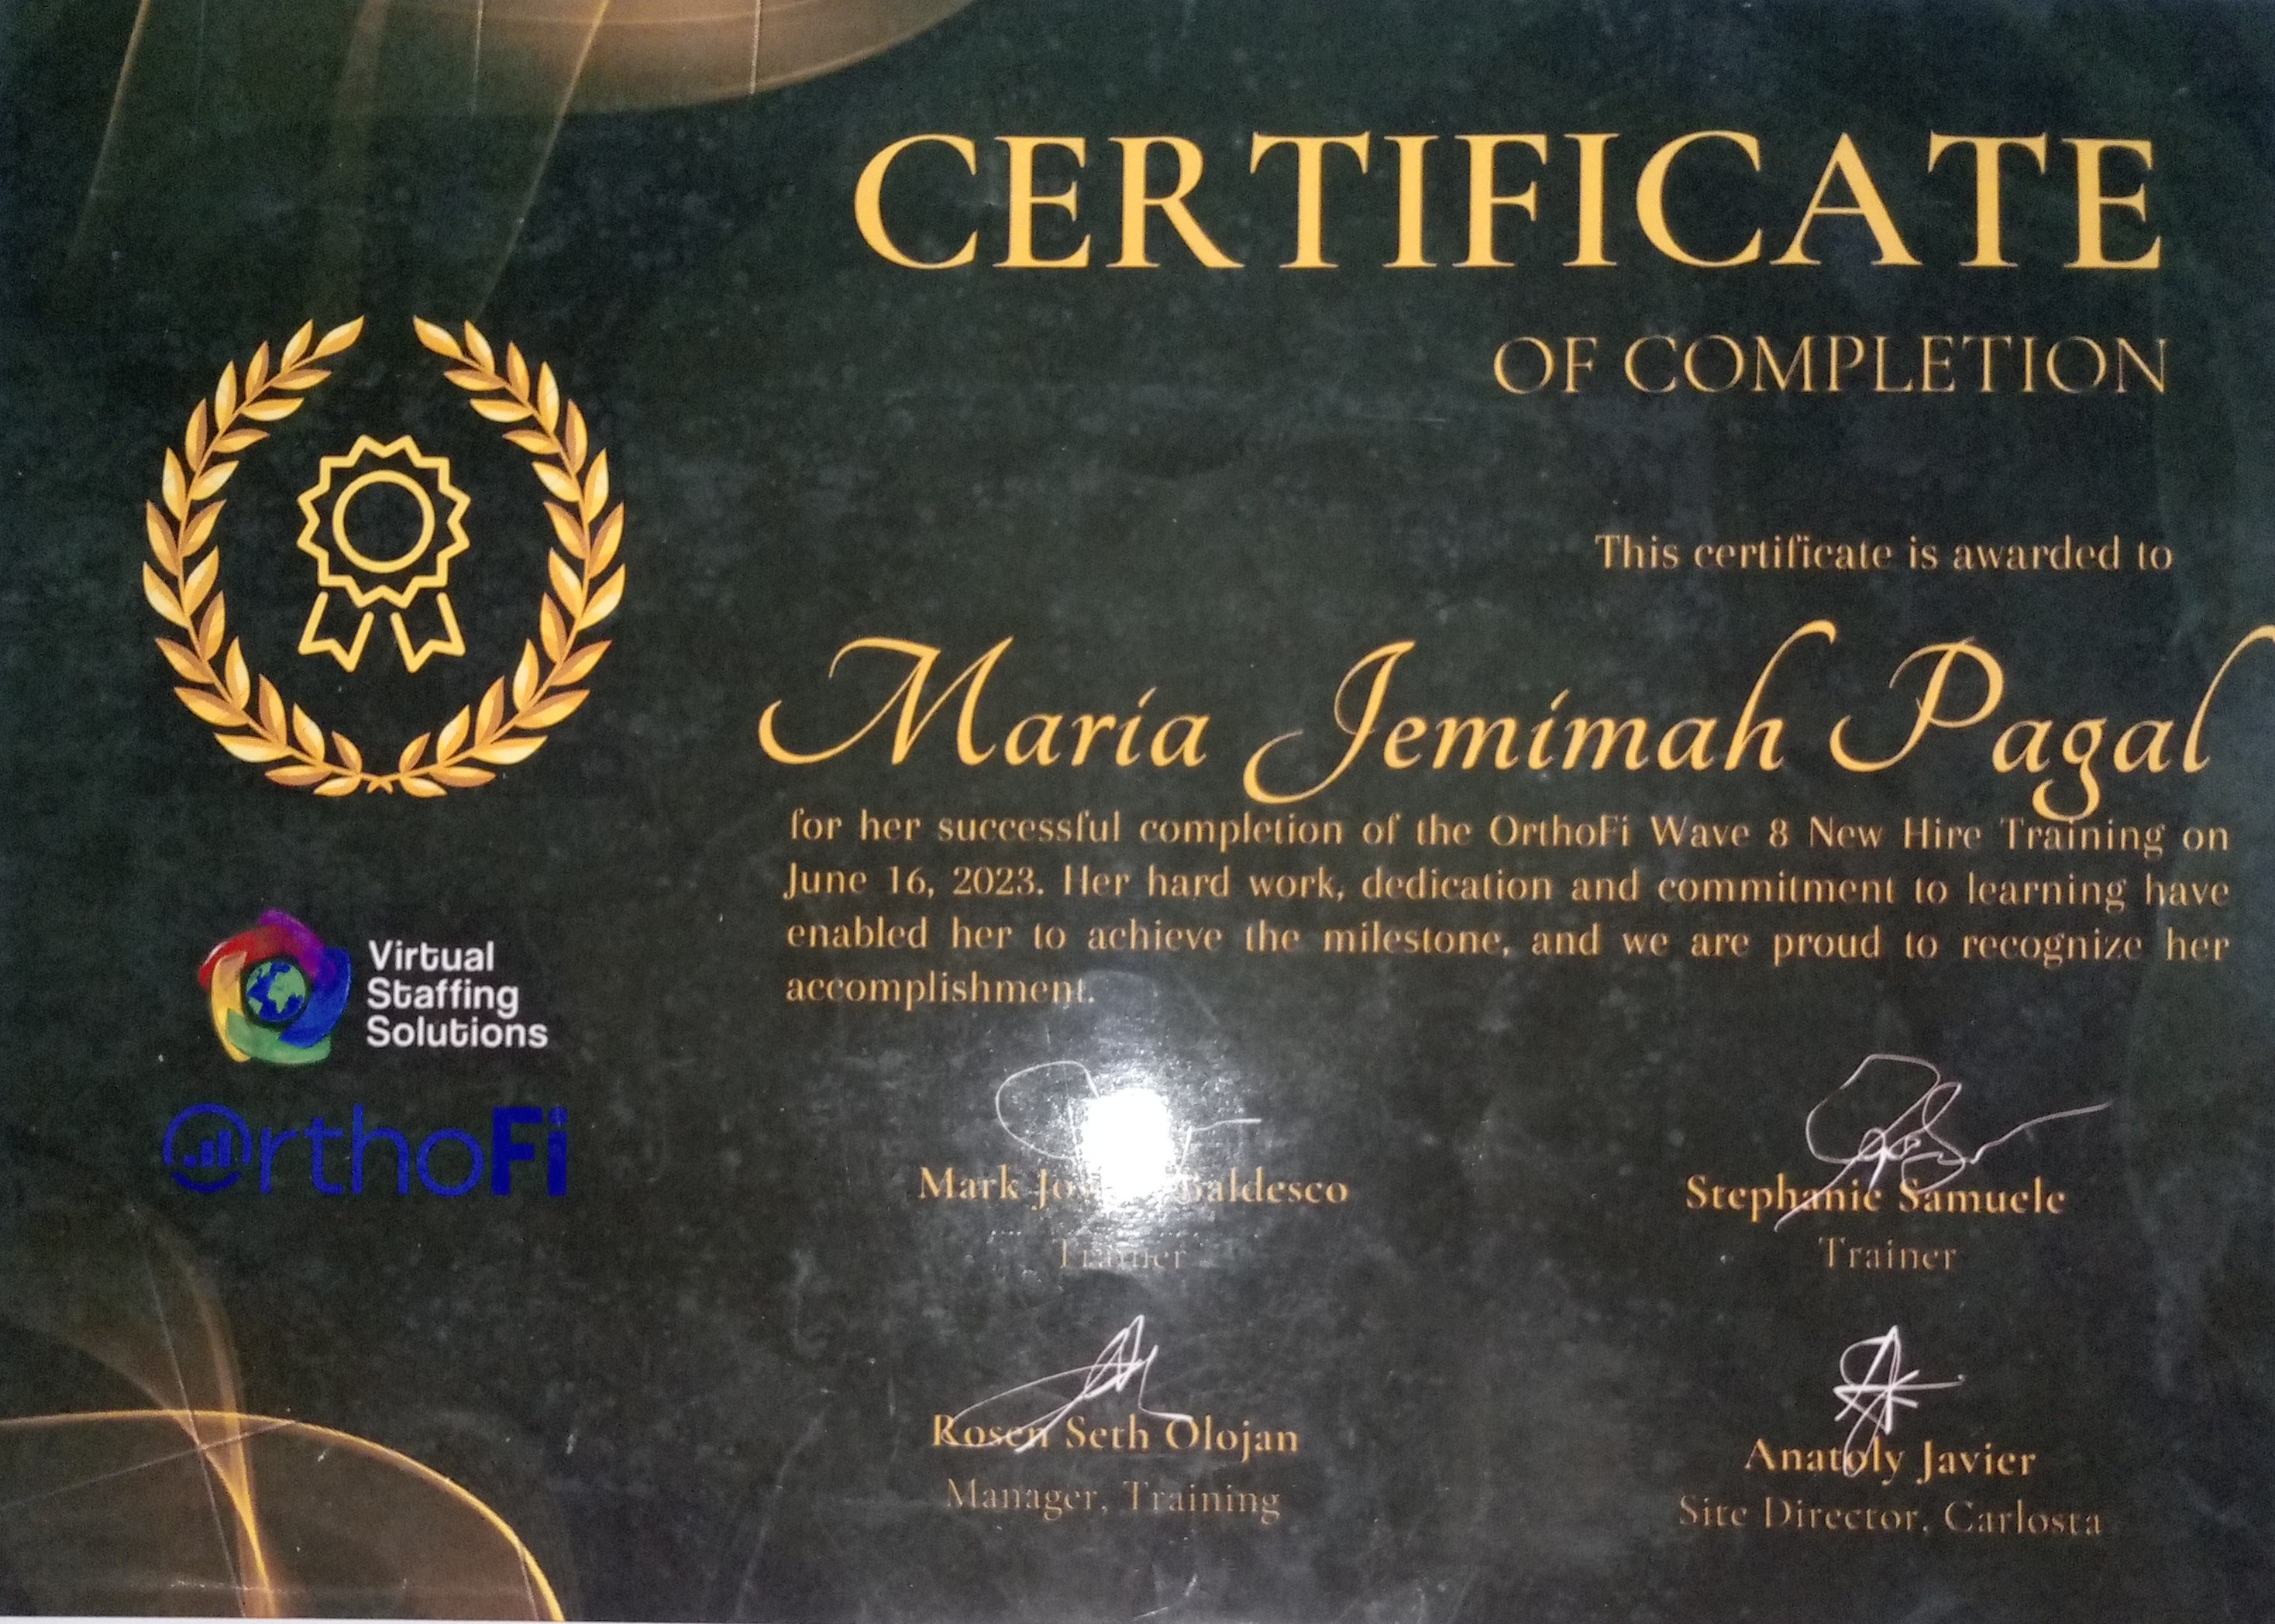 CERTIFICATE
OF COMPLETION
This certificate is awarded to
Maria Jemimah Pagal
for her successful completion of the OrthoFi Wave 8 New Hire Training on
June 16, 2023. Her hard work, dedication and commitment to learning have
enabled her to achieve the milestone, and we are proud to recognize her
accomplishment.
Virtual
Staffing
Solutions
OrthoFi
Mark
Stephanie Samuele
Trainer
Trainer
Rosen Seth Olojan
Manager, Training
Anatoly Javier
Site Director, Carlosta